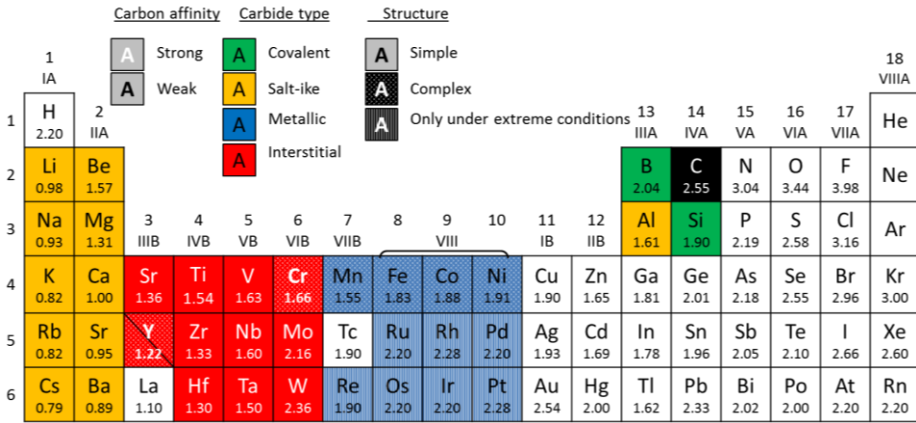 Carbon affinity Carbide type Structure
A Strong A Covalent A Simple
A Weak A Salt-ike A Complex
A Metallic A Only under extreme conditions
A Interstitial
1 18
IA VIIIA
1 H 2 13 14 15 16 17 He
2.20 IIA IIIA IVA VA VIA VIIA
2 Li Be B C N O F Ne
0.98 1.57 2.04 2.55 3.04 3.44 3.98
3 Na Mg 3 4 5 6 7 8 9 10 11 12 Al Si P S Cl Ar
0.93 1.31 IIIB IVB VB VIB VIIB VIII IB IIB 1.61 1.90 2.19 2.58 3.16
4 K Ca Sr Ti V Cr Mn Fe Co Ni Cu Zn Ga Ge As Se Br Kr
0.82 1.00 1.36 1.54 1.63 1.66 1.55 1.83 1.88 1.91 1.90 1.65 1.81 2.01 2.18 2.55 2.96 3.00
5 Rb Sr Y Zr Nb Mo Tc Ru Rh Pd Ag Cd In Sn Sb Te I Xe
0.82 0.95 1.22 1.33 1.60 2.16 1.90 2.20 2.28 2.20 1.93 1.69 1.78 1.96 2.05 2.10 2.66 2.60
6 Cs Ba La Hf Ta W Re Os Ir Pt Au Hg Tl Pb Bi Po At Rn
0.79 0.89 1.10 1.30 1.50 2.36 1.90 2.20 2.20 2.28 2.54 2.00 1.62 2.33 2.02 2.00 2.20 2.20